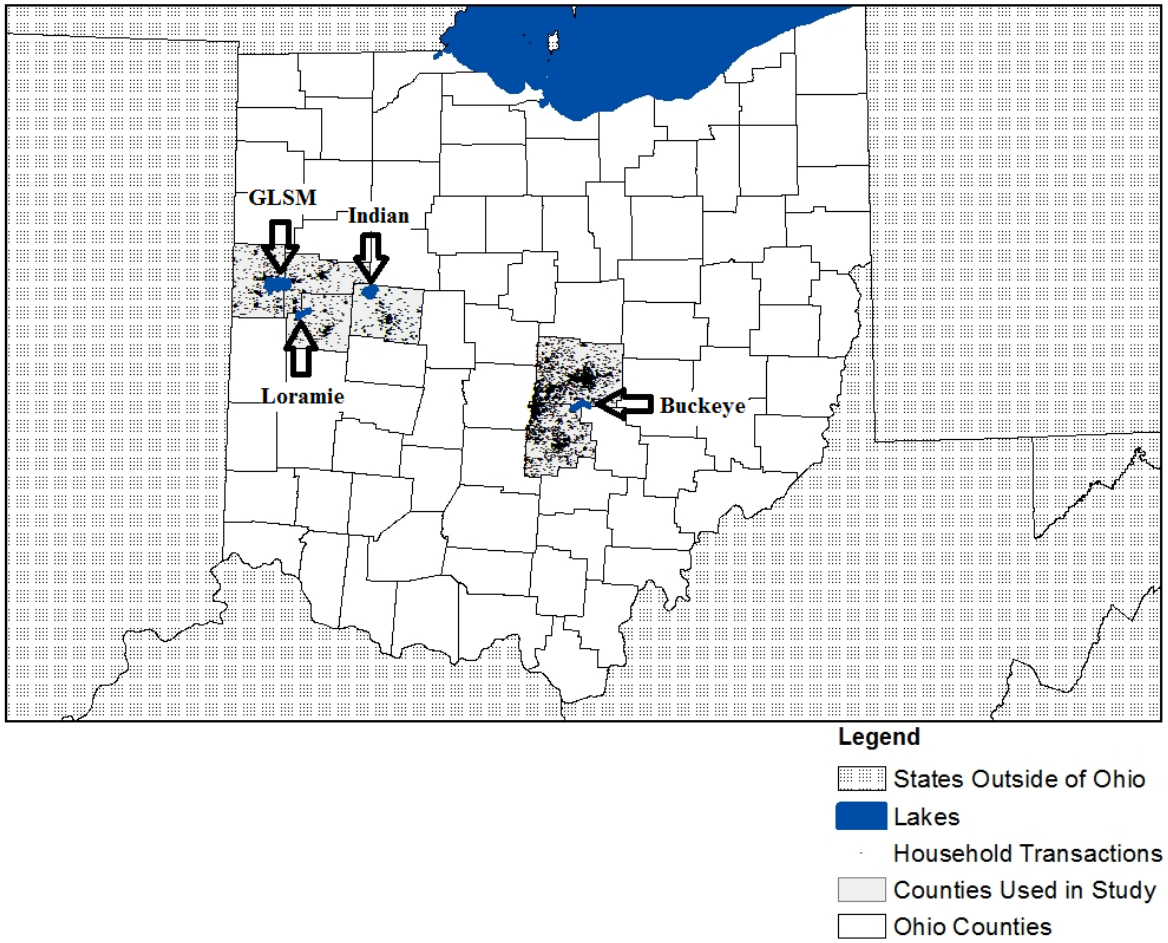 GLSM
Indian
Loramie
Buckeye
Legend
States Outside of Ohio
Lakes
Household Transactions
Counties Used in Study
Ohio Counties